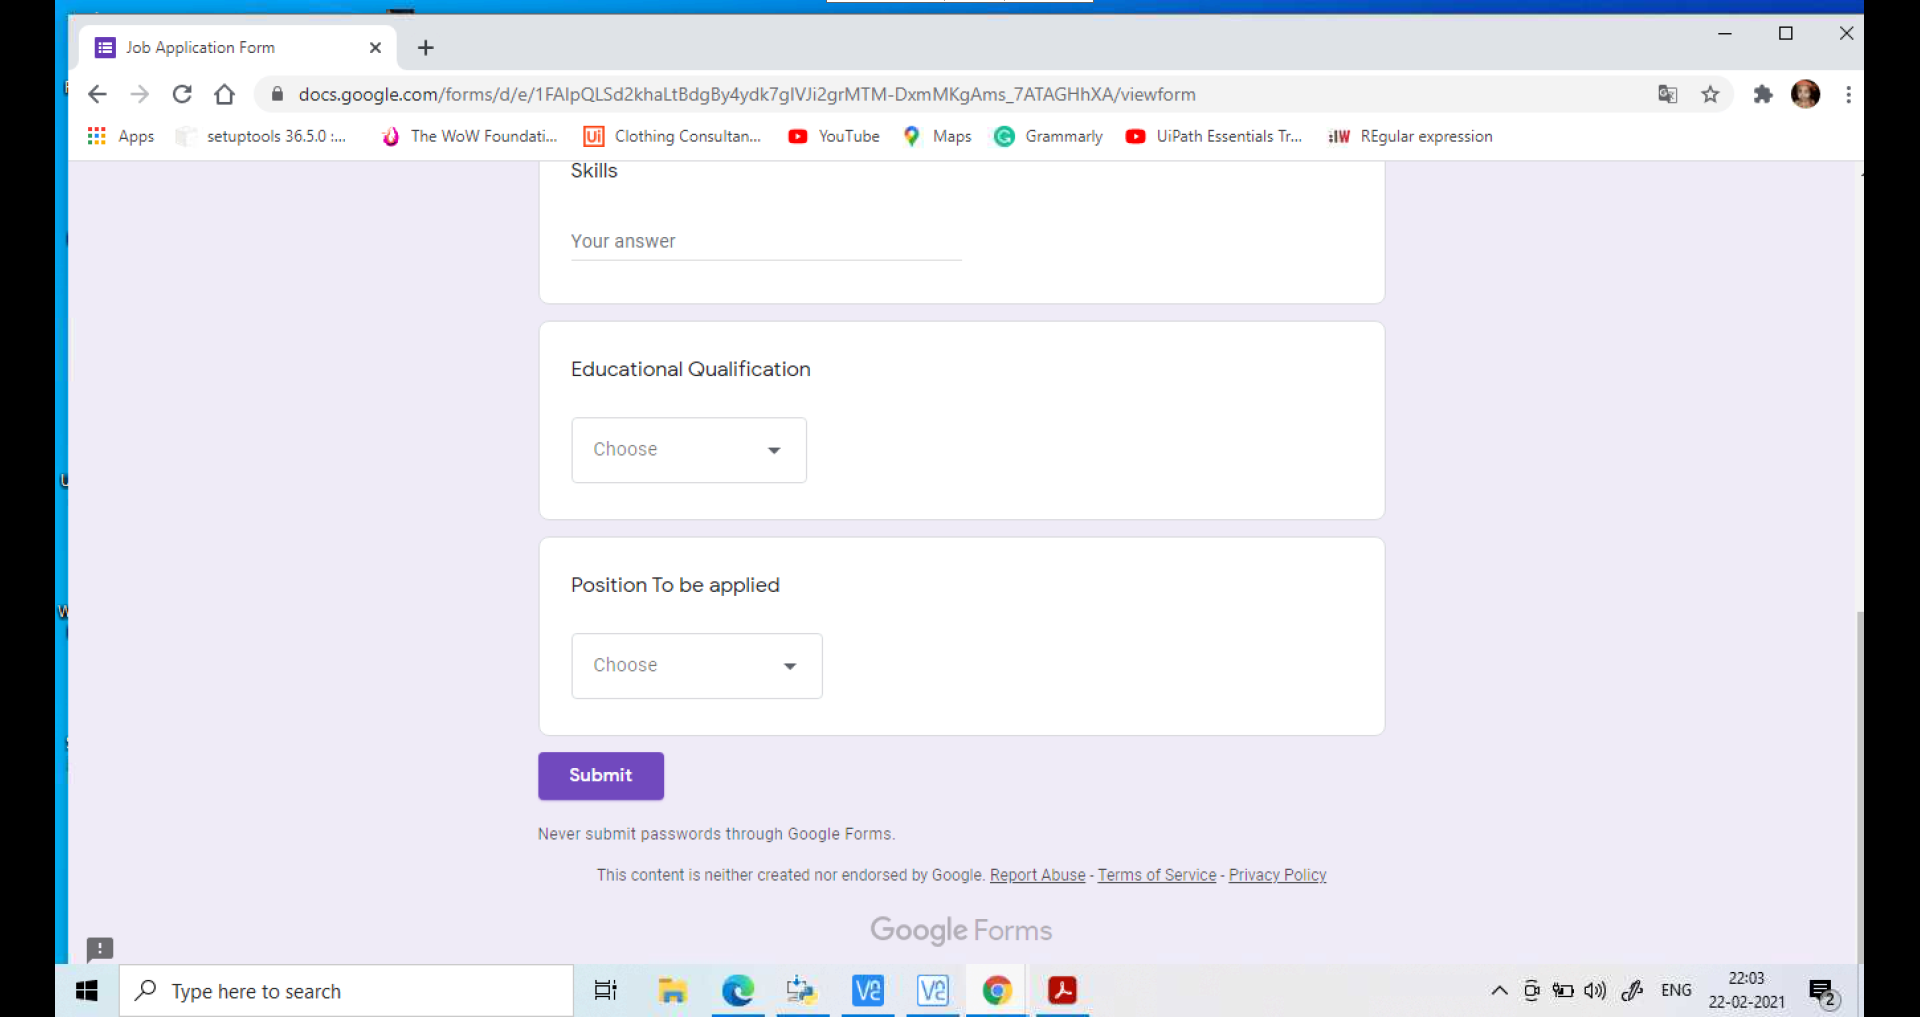 Job Application Form
docs.google.com/forms/d/e/1FAIpQLSd2khaLtBdgBy4ydk7gIVJi2grMTM-DxmMKgAms_7ATAGHhXA/viewform
Apps setuptools 36.5.0 :... The WoW Foundati... Ui Clothing Consultan... YouTube Maps Grammarly UiPath Essentials Tr... REgular expression
Skills
Your answer
Educational Qualification
Choose
Position To be applied
Choose
Submit
Never submit passwords through Google Forms.
This content is neither created nor endorsed by Google. Report Abuse - Terms of Service - Privacy Policy
Google Forms
Type here to search
ENG
22:03
22-02-2021
2